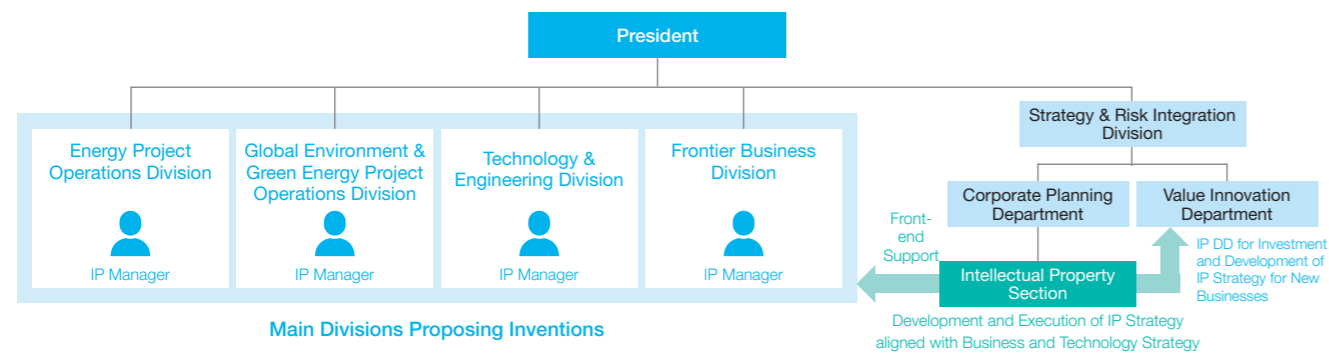 President
Energy Project
Operations Division
IP Manager
Global Environment &
Green Energy Project
Operations Division
IP Manager
Technology &
Engineering Division
IP Manager
Frontier Business
Division
IP Manager
Main Divisions Proposing Inventions
Strategy & Risk Integration
Division
Corporate Planning
Department
Value Innovation
Department
Front-
end
Support
Intellectual Property
Section
IP DD for Investment
and Development of
IP Strategy for New
Businesses
Development and Execution of IP Strategy
aligned with Business and Technology Strategy